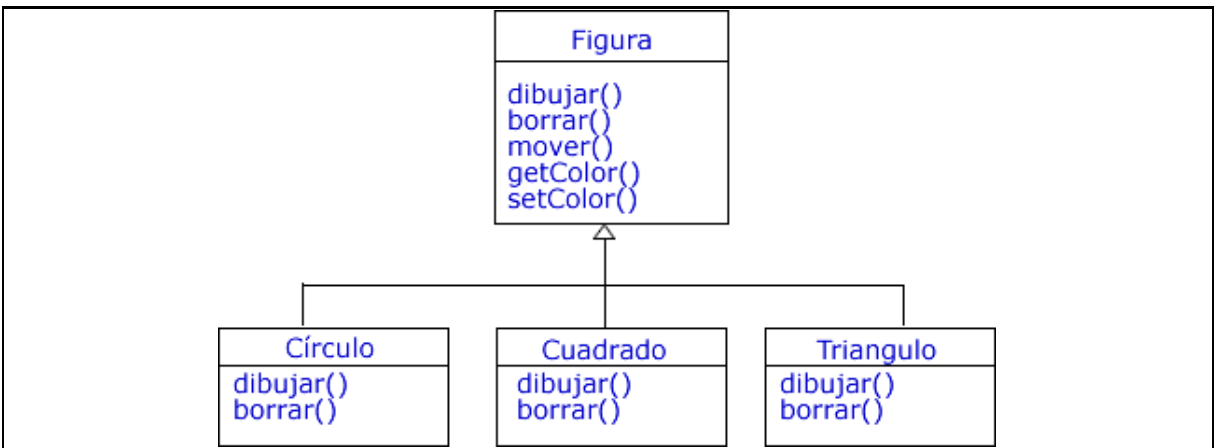 Figura
dibujar()
borrar()
mover()
getColor()
setColor()
Círculo
dibujar()
borrar()
Cuadrado
dibujar()
borrar()
Triangulo
dibujar()
borrar()